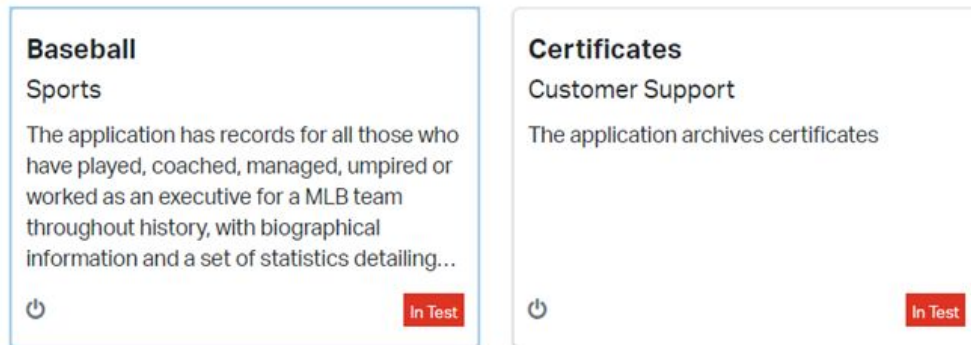 Baseball
Sports
The application has records for all those who
have played, coached, managed, umpired or
worked as an executive for a MLB team
throughout history, with biographical
information and a set of statistics detailing...
In Test
Certificates
Customer Support
The application archives certificates
In Test